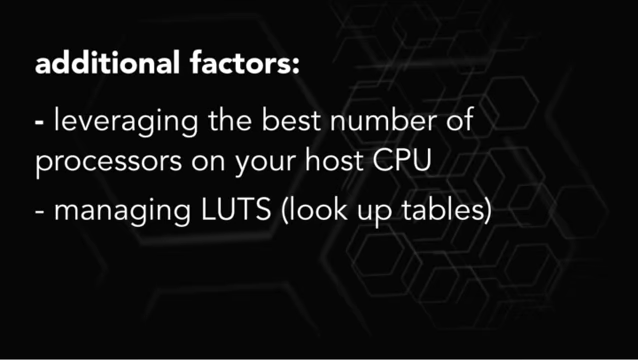 additional factors:
- leveraging the best number of
processors on your host CPU
- managing LUTS (look up tables)